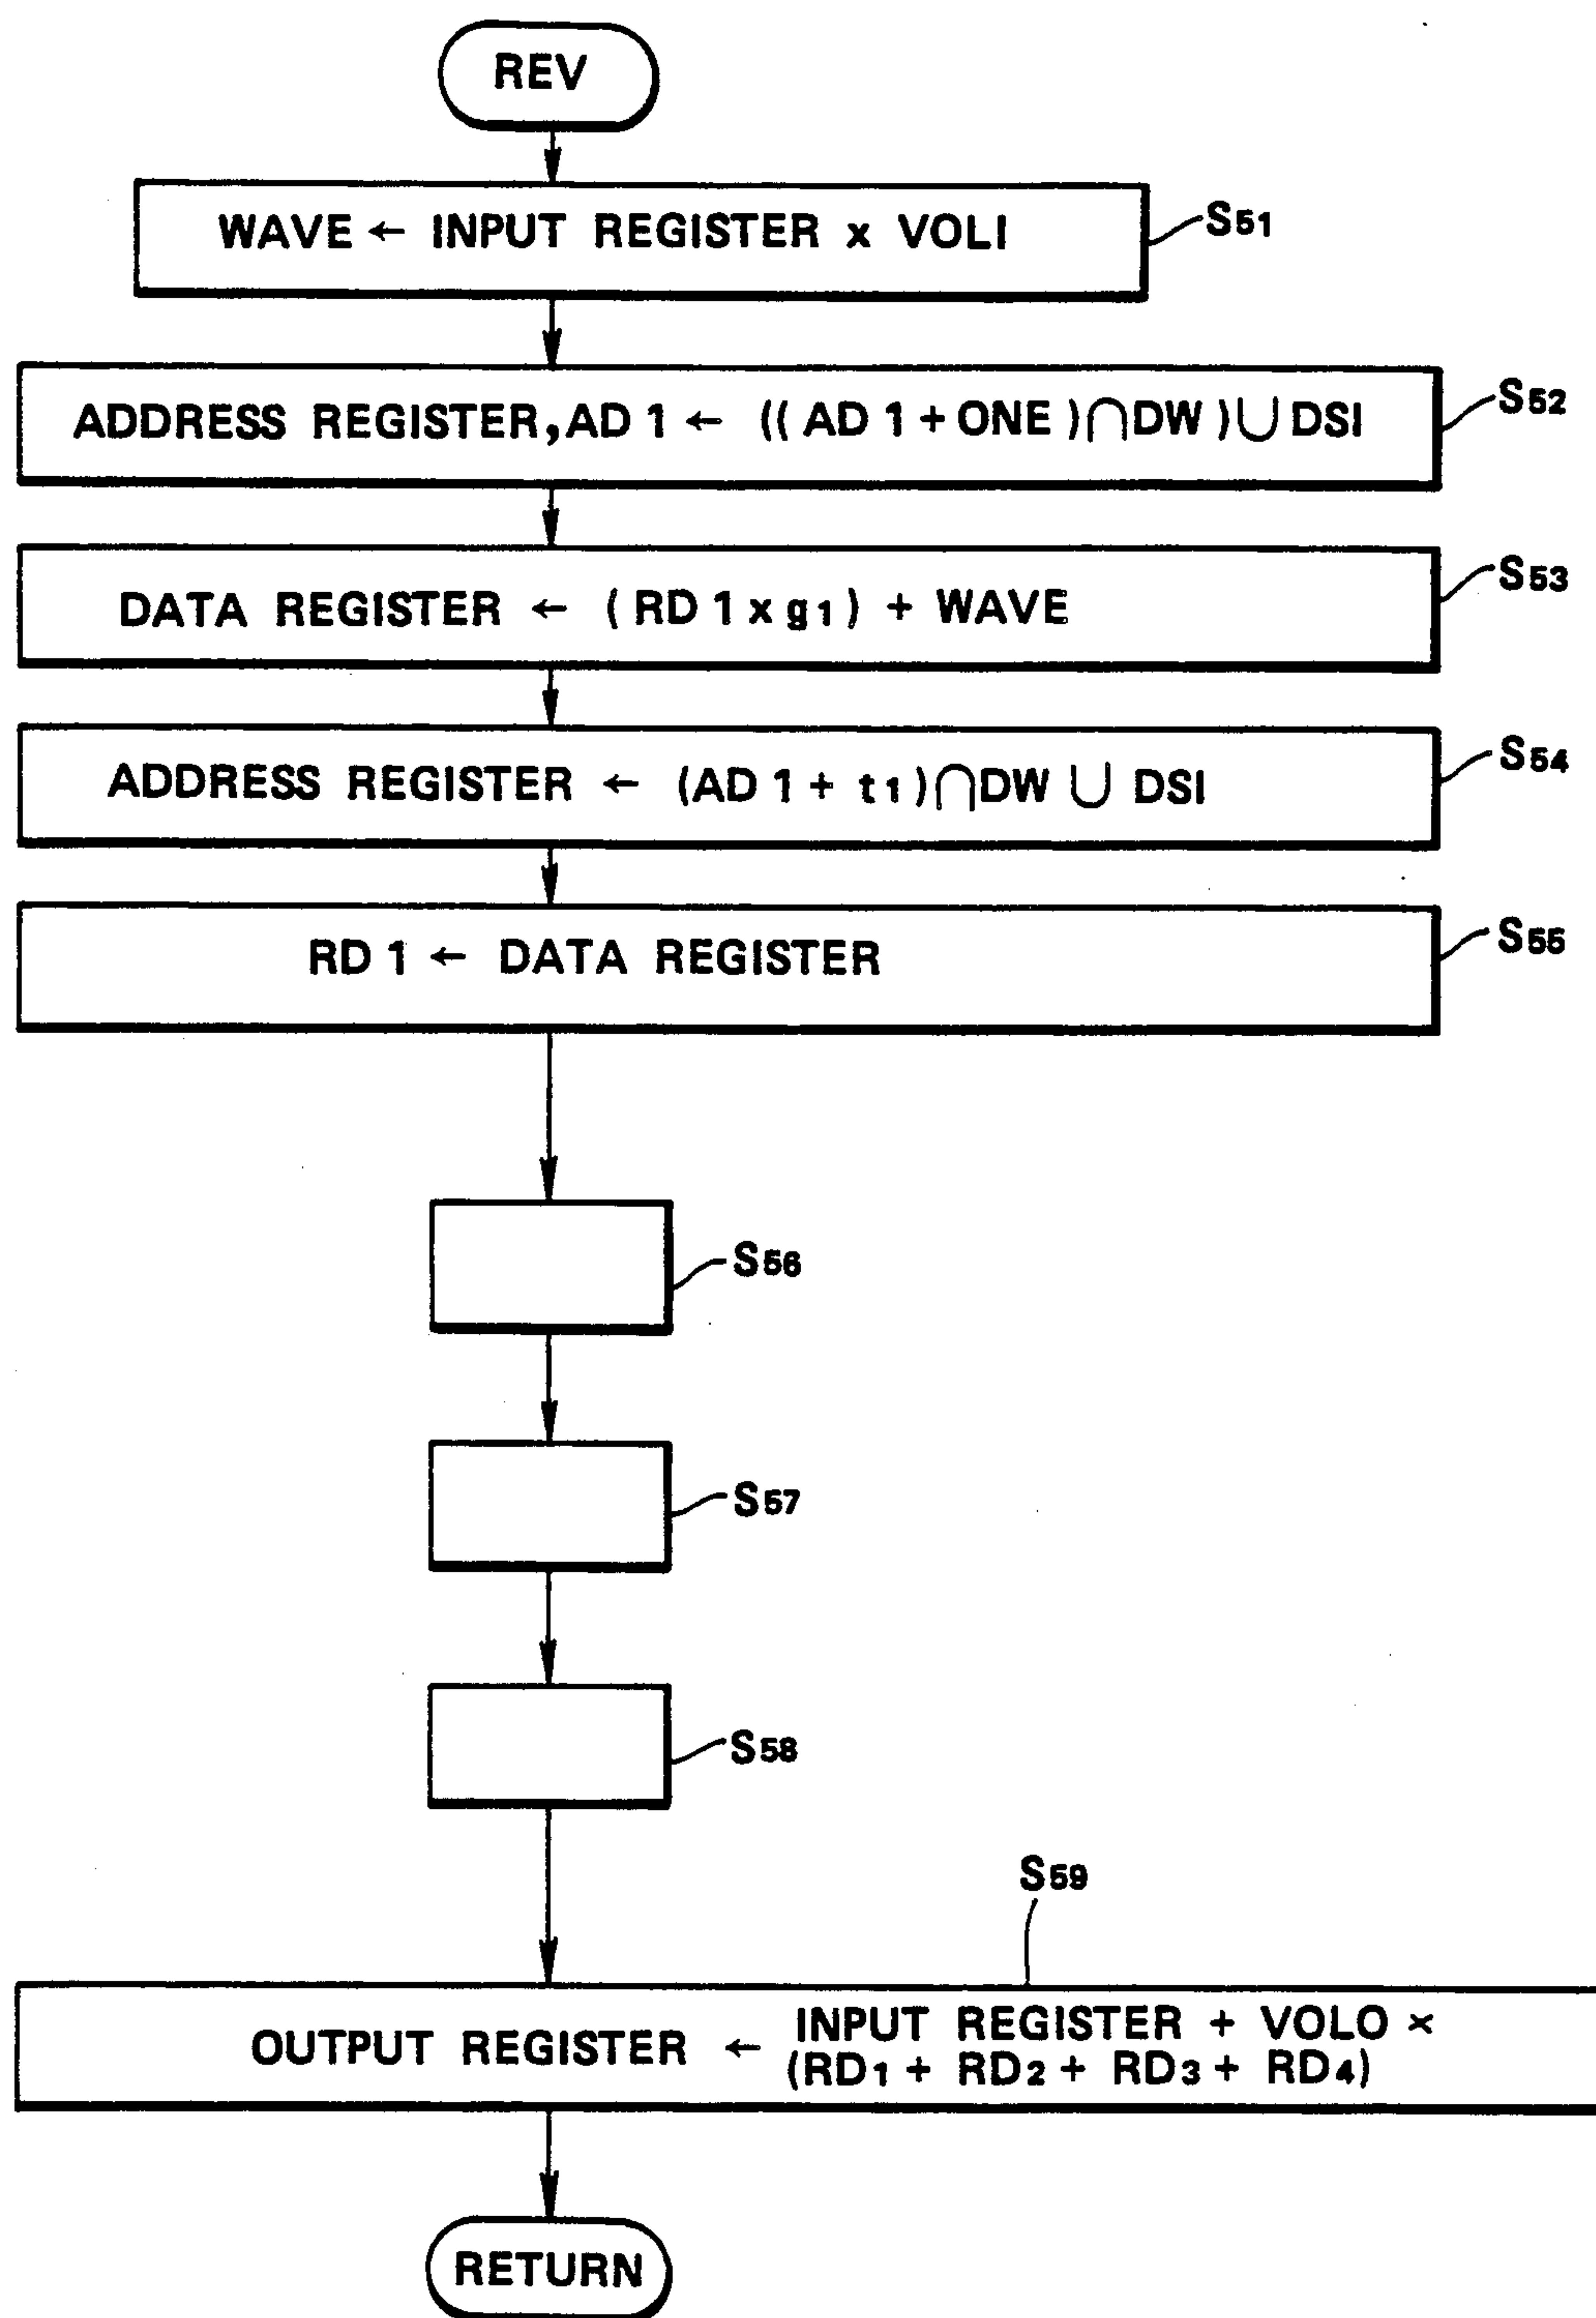 REV
WAVE ← INPUT REGISTER x VOLI
S51
ADDRESS REGISTER, AD 1 ← ((AD 1 + ONE)∩DW)∪DSI
S52
DATA REGISTER ← (RD 1 x g1) + WAVE
S53
ADDRESS REGISTER ← (AD 1 + t1)∩DW ∪ DSI
S54
RD 1 ← DATA REGISTER
S55
S56
S57
S58
S59
OUTPUT REGISTER ← INPUT REGISTER + VOLO ×
(RD1 + RD2 + RD3 + RD4)
RETURN